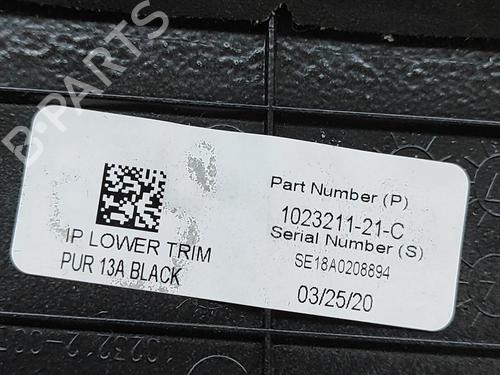 B-PARTS
IP LOWER TRIM
PUR 13A BLACK
Part Number (P)
1023211-21-C
Serial Number (S)
SE18A0208894
03/25/20